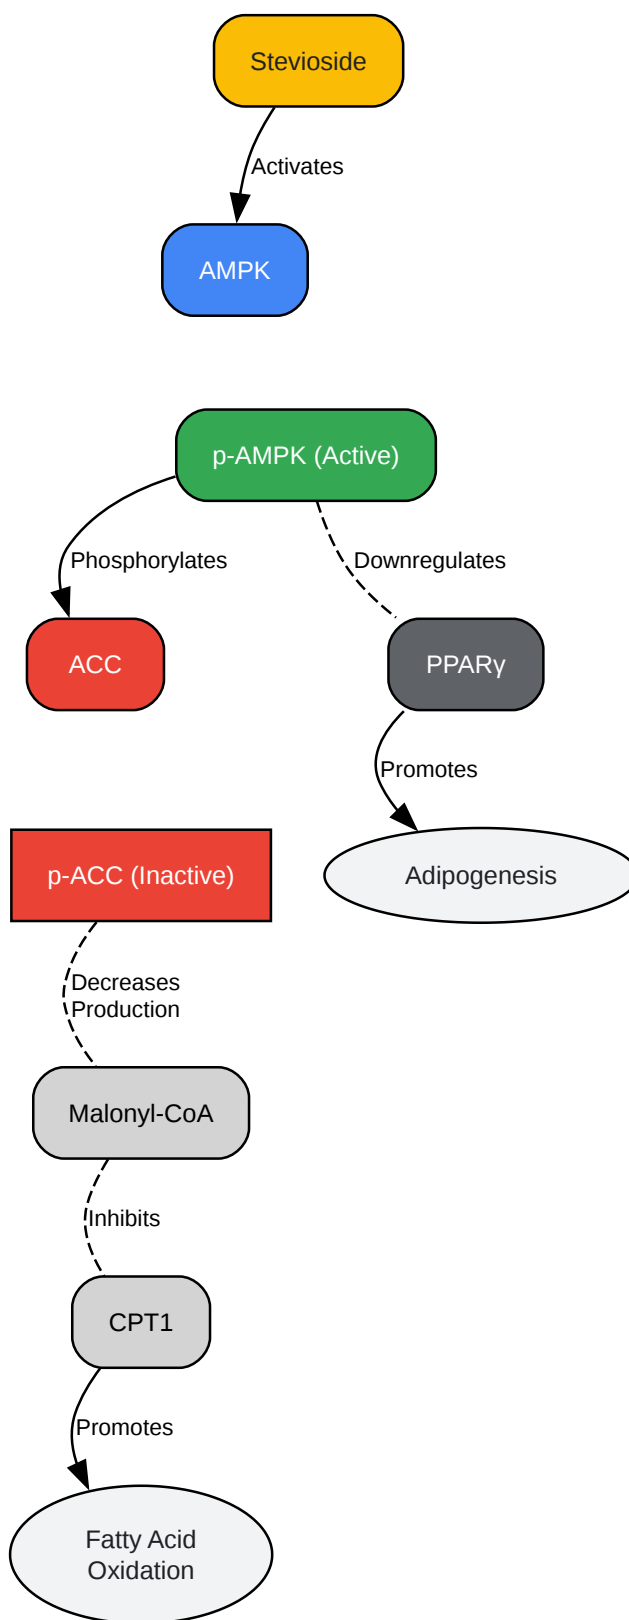 Stevioside
Activates
AMPK
p-AMPK (Active)
Phosphorylates
Downregulates
ACC
PPARγ
Promotes
p-ACC (Inactive)
Adipogenesis
Decreases
Production
Malonyl-CoA
Inhibits
CPT1
Promotes
Fatty Acid
Oxidation